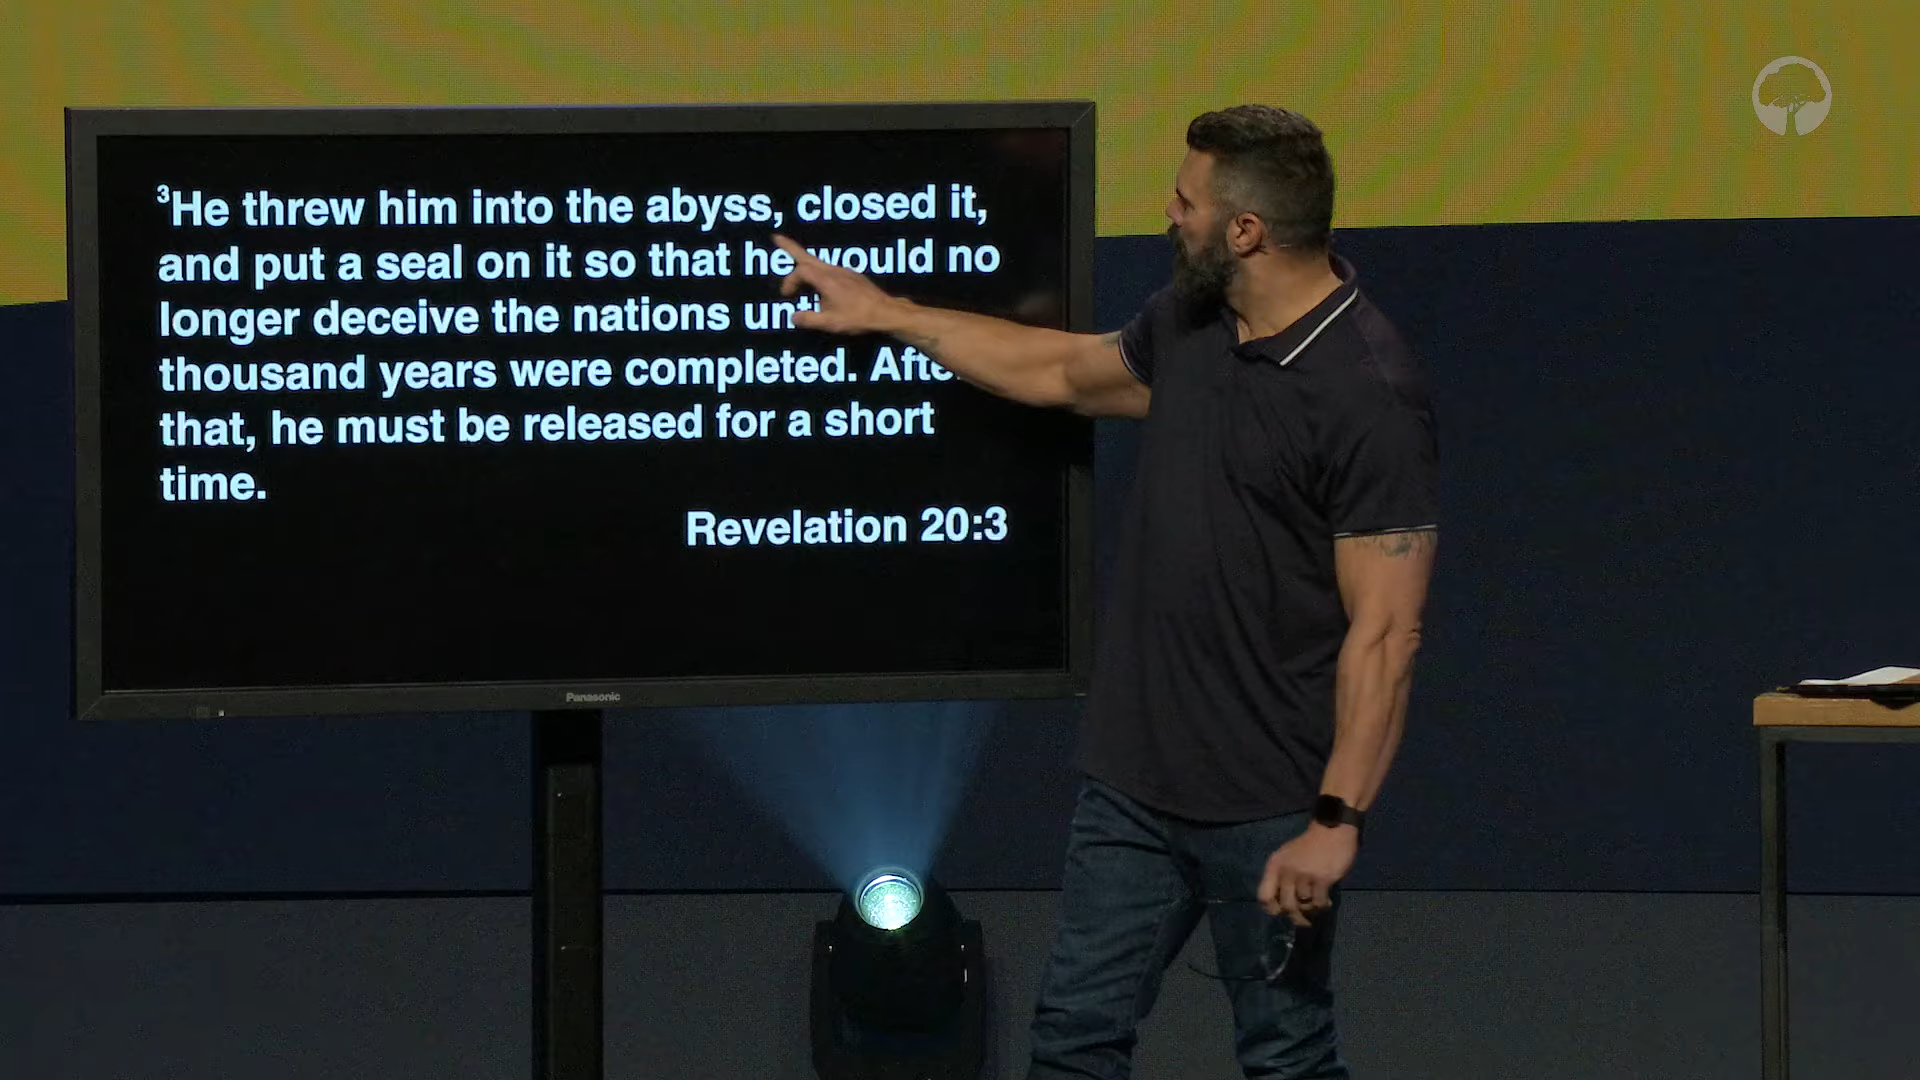 ³He threw him into the abyss, closed it,
and put a seal on it so that he would no
longer deceive the nations
thousand years were completed.
that, he must be released for a short
time.
Revelation 20:3
Panasonic